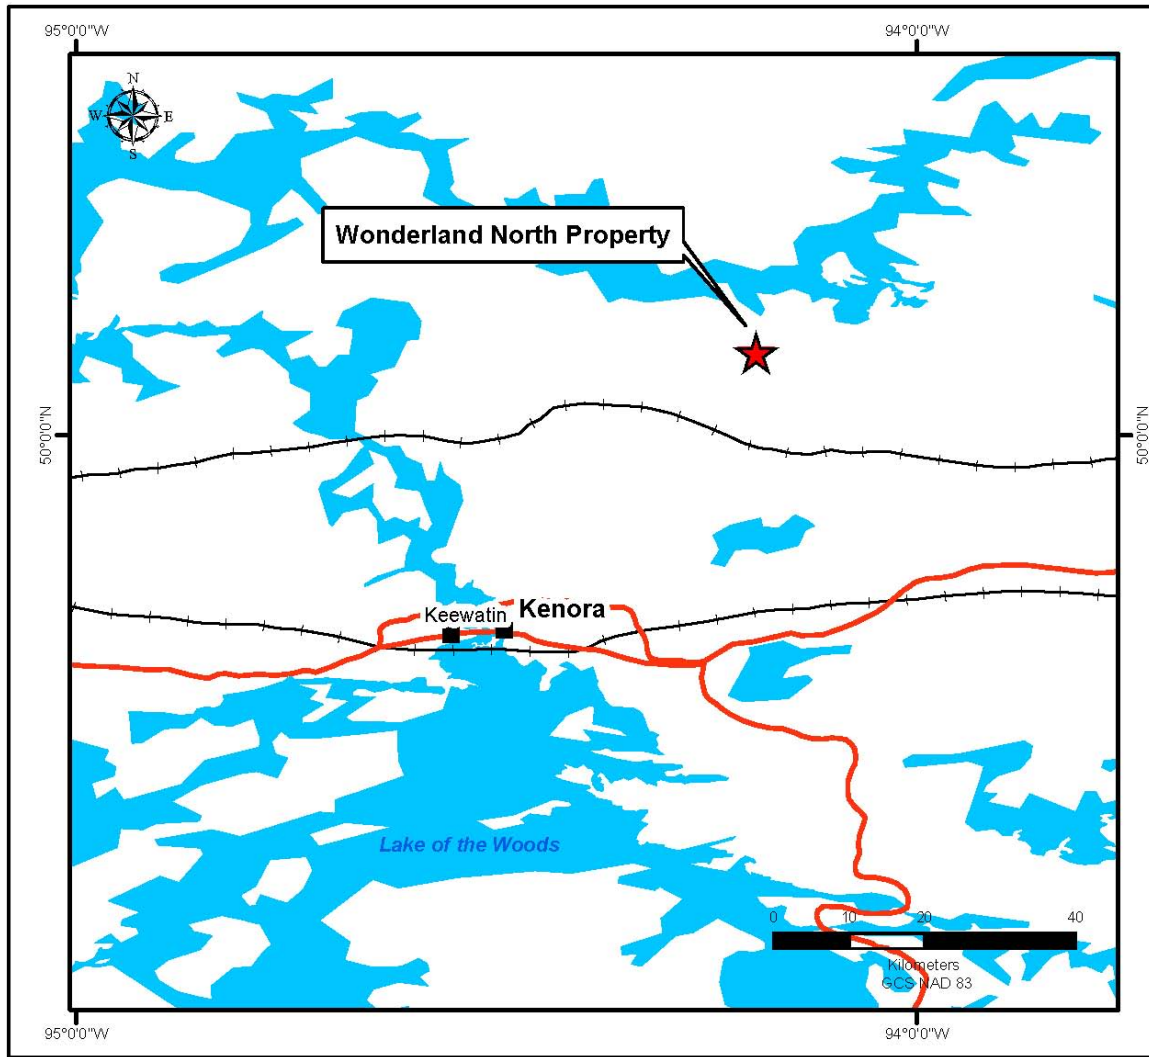 95°0'0"W
94°0'0"W
N
W
E
S
Wonderland North Property
50°0'0"N
50°0'0"N
Keewatin
Kenora
Lake of the Woods
0
10
20
40
Kilometers
GCS NAD 83
95°0'0"W
94°0'0"W